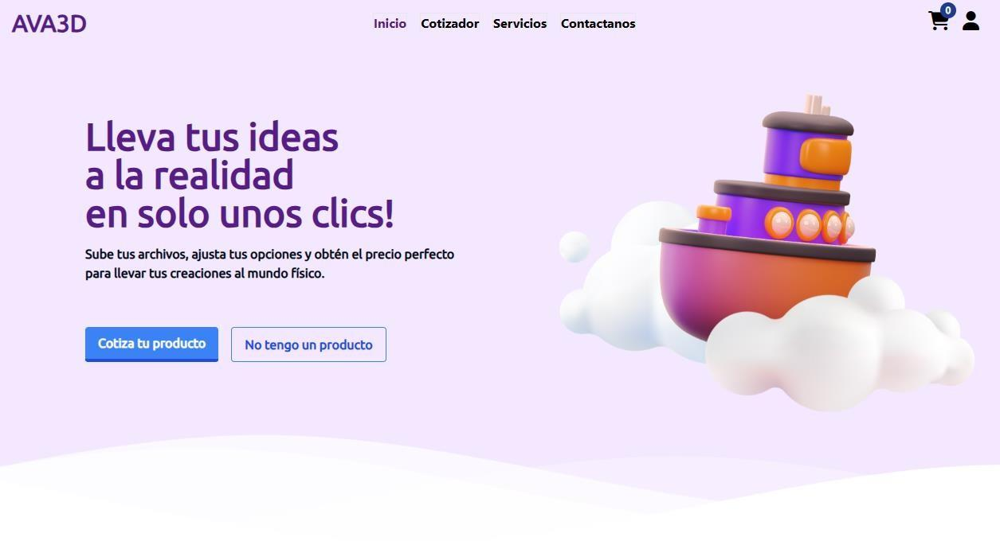 AVA3D
Inicio Cotizador Servicios Contactanos
0
Lleva tus ideas
a la realidad
en solo unos clics!
Sube tus archivos, ajusta tus opciones y obtén el precio perfecto
para llevar tus creaciones al mundo físico.
Cotiza tu producto
No tengo un producto